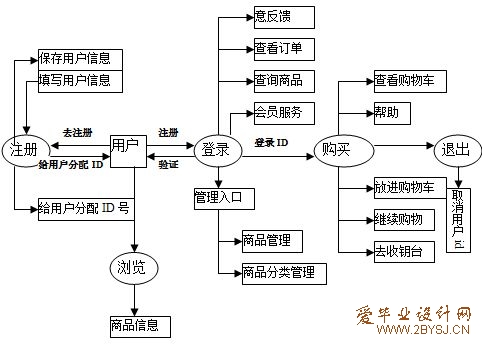 意反馈
保存用户信息
查看订单
填写用户信息
查询商品
查看购物车
会员服务
帮助
去注册
注册
登录 ID
注册
用户
登录
购买
退出
给用户分配 ID
验证
管理入口
放进购物车
取消用户 id
给用户分配 ID 号
继续购物
商品管理
去收钥台
浏览
商品分类管理
商品信息
爱毕业设计网
WWW.2BYSJ.CN